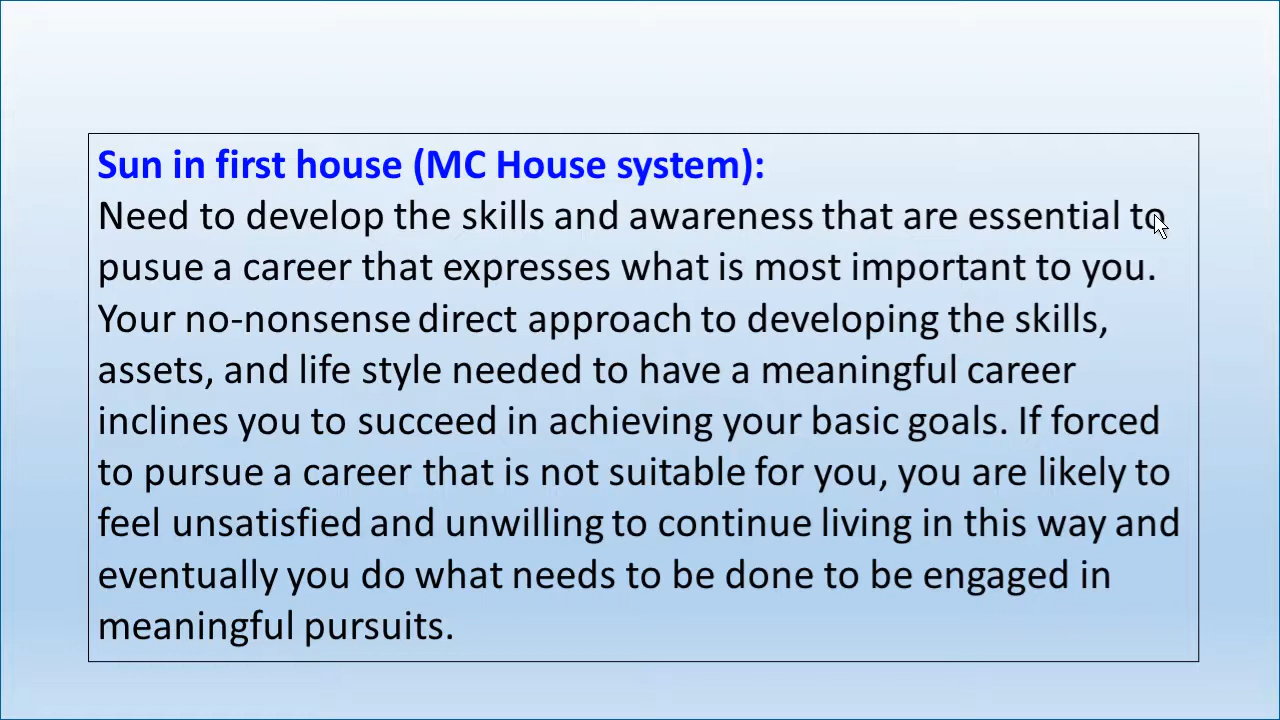 Sun in first house (MC House system):
Need to develop the skills and awareness that are essential to
pusue a career that expresses what is most important to you.
Your no-nonsense direct approach to developing the skills,
assets, and life style needed to have a meaningful career
inclines you to succeed in achieving your basic goals. If forced
to pursue a career that is not suitable for you, you are likely to
feel unsatisfied and unwilling to continue living in this way and
eventually you do what needs to be done to be engaged in
meaningful pursuits.